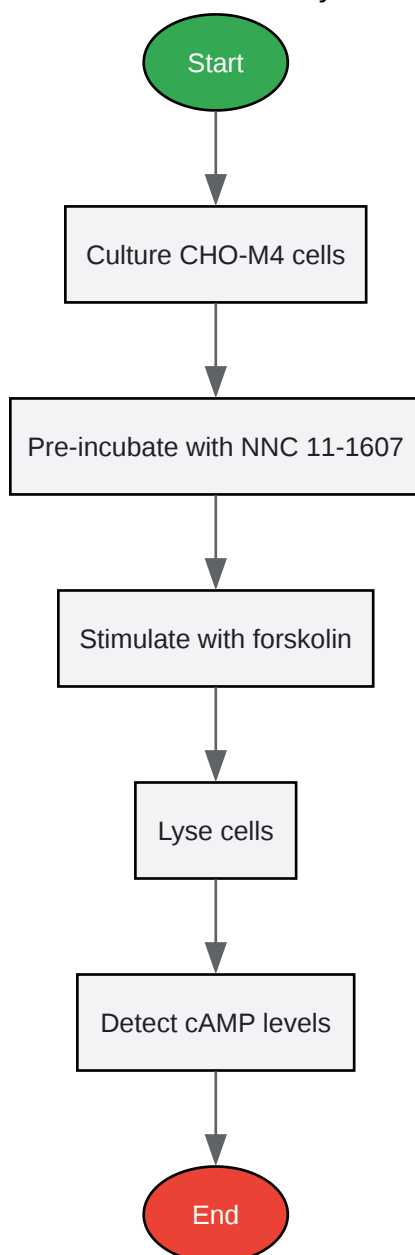 Start
Culture CHO-M4 cells
Pre-incubate with NNC 11-1607
Stimulate with forskolin
Lyse cells
Detect cAMP levels
End